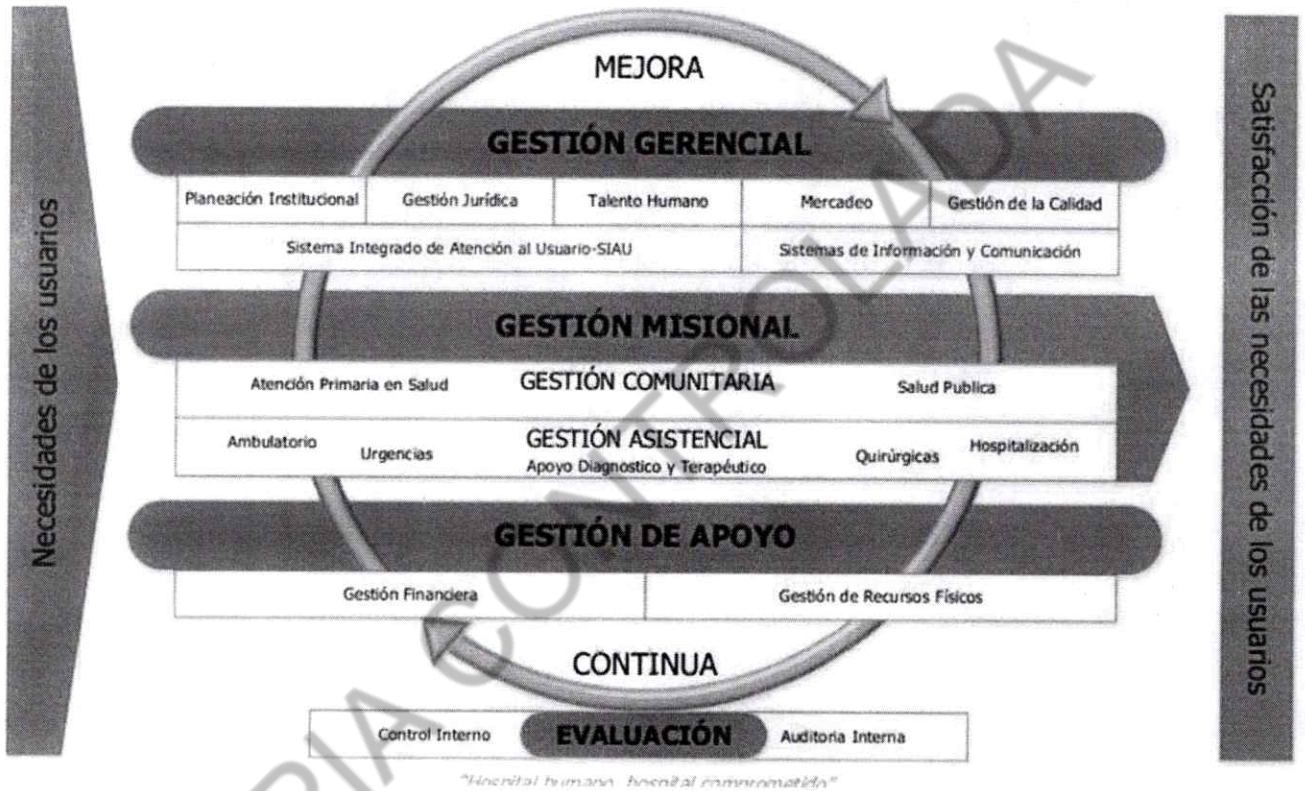 Necesidades de los usuarios
MEJORA
GESTIÓN GERENCIAL
Planeación Institucional
Gestión Jurídica
Talento Humano
Mercadeo
Gestión de la Calidad
Sistema Integrado de Atención al Usuario-SIAU
Sistemas de Información y Comunicación
GESTIÓN MISIONAL
Atención Primaria en Salud
GESTIÓN COMUNITARIA
Salud Publica
Ambulatorio
Urgencias
GESTIÓN ASISTENCIAL
Apoyo Diagnostico y Terapéutico
Quirúrgicas
Hospitalización
GESTIÓN DE APOYO
Gestión Financiera
Gestión de Recursos Físicos
CONTINUA
Control Interno
EVALUACIÓN
Auditoria Interna
"Hospital humano, hospital comprometido"
Satisfacción de las necesidades de los usuarios
RIA CONTROLADA